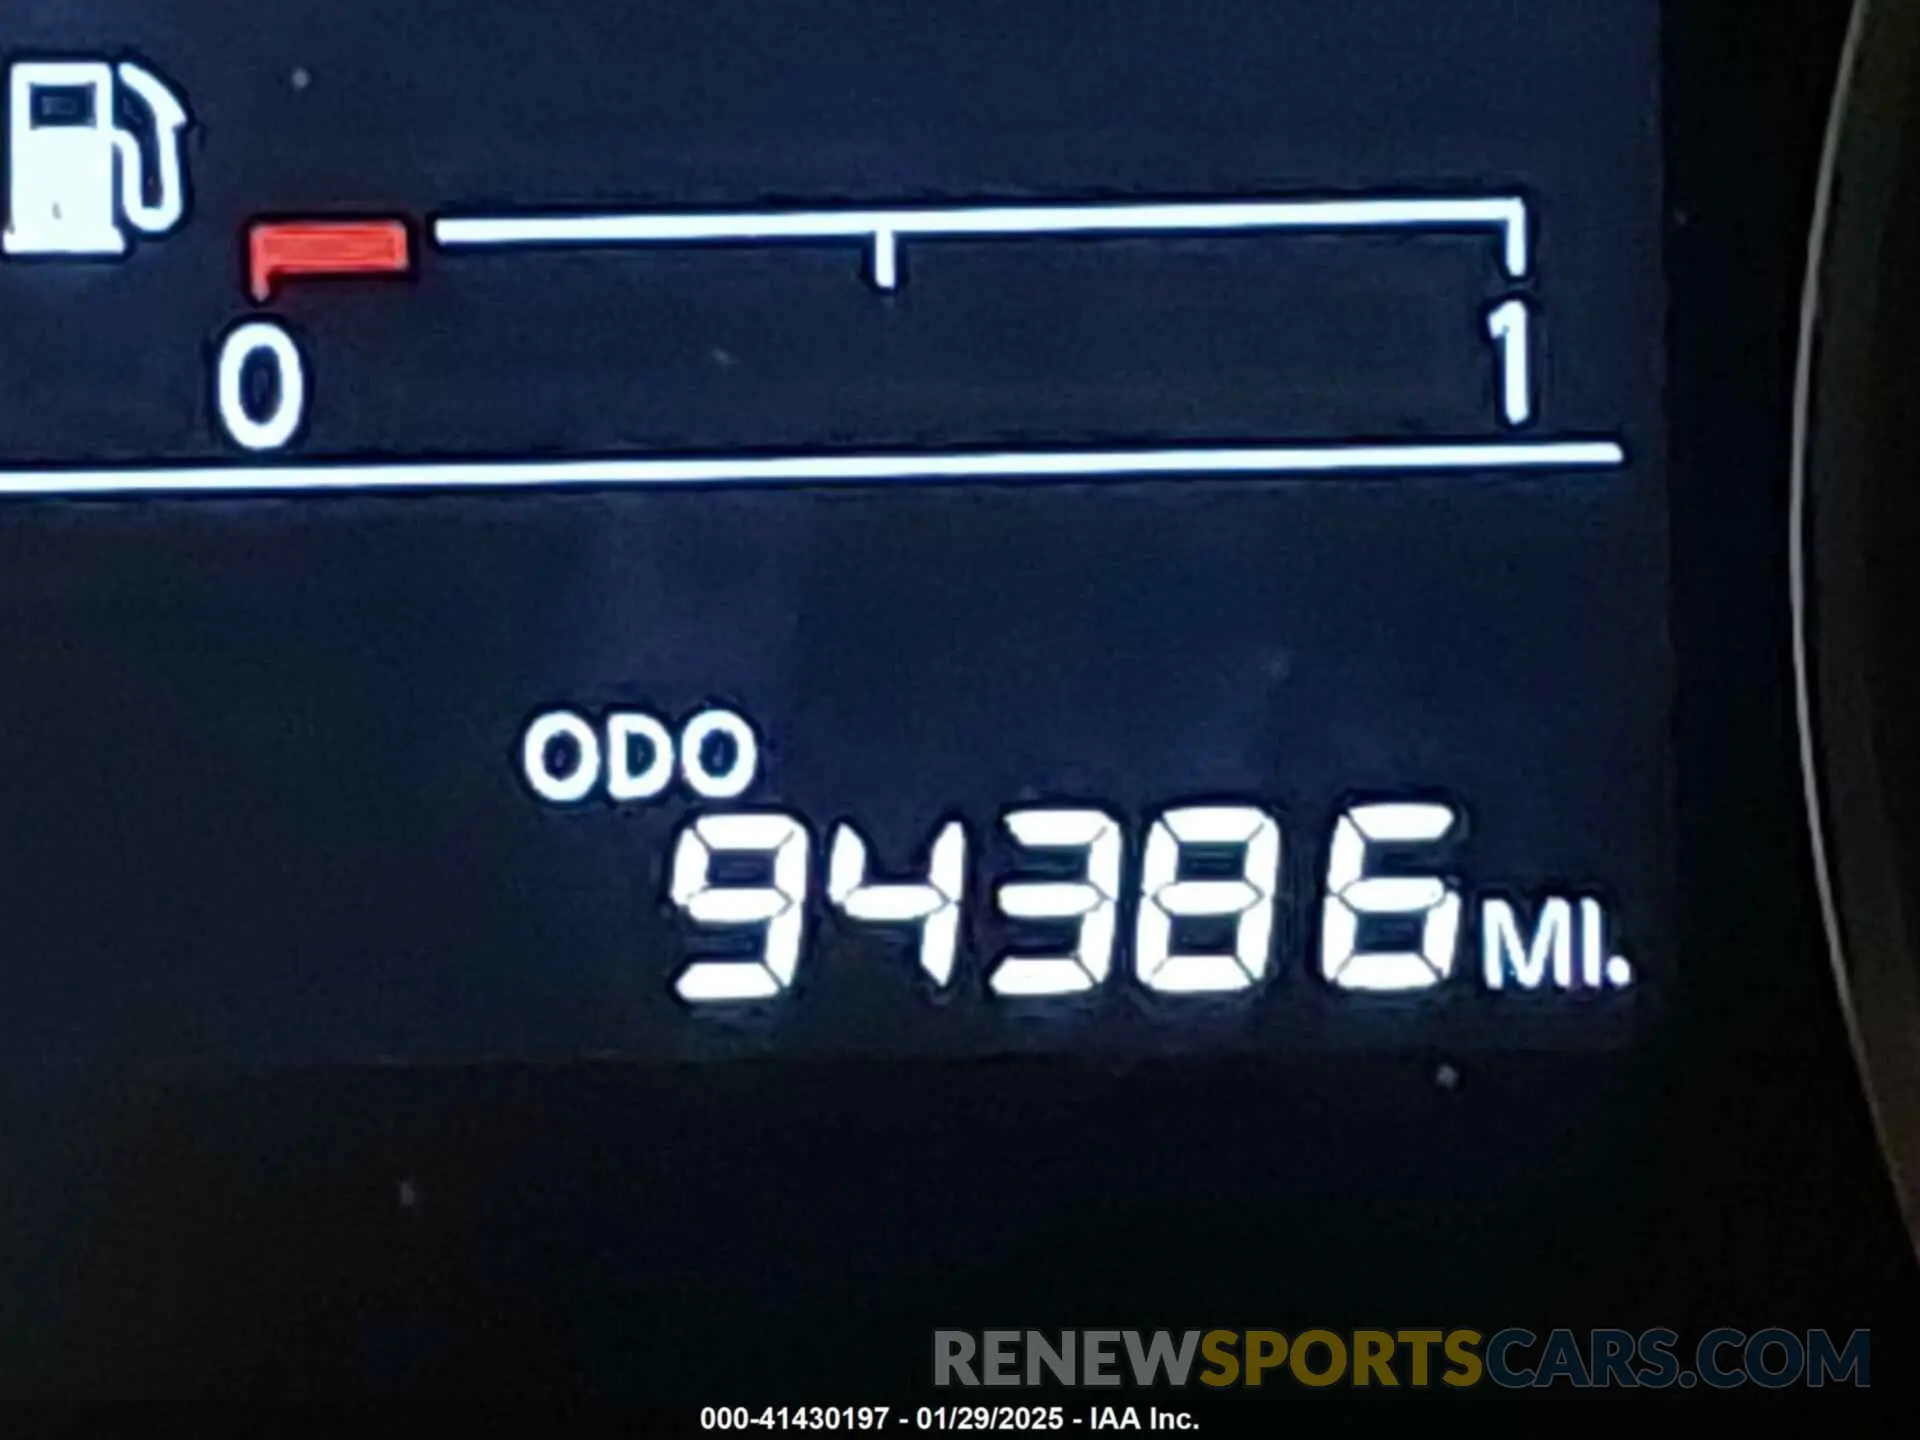 0 1
ODO
94386 MI.
RENEWSPORTSCARS.COM
000-41430197 - 01/29/2025 - IAA Inc.